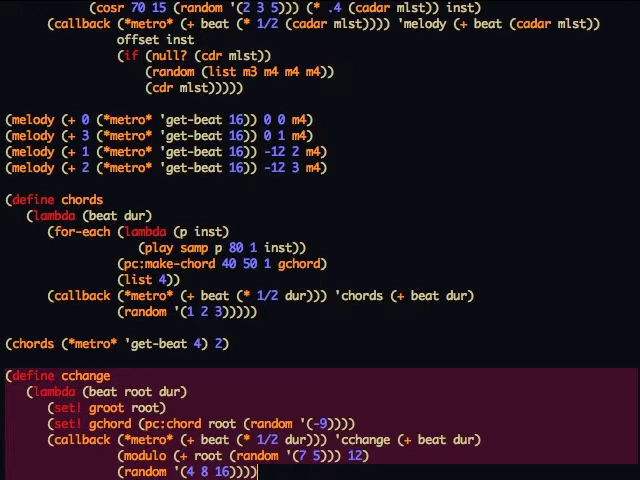 (cosr 70 15 (random '(2 3 5))) (* .4 (cadar mlst)) inst)
(callback (*metro* (+ beat (* 1/2 (cadar mlst)))) 'melody (+ beat (cadar mlst))
offset inst
(if (null? (cdr mlst))
(random (list m3 m4 m4 m4))
(cdr mlst)))))
(melody (+ 0 (*metro* 'get-beat 16)) 0 0 m4)
(melody (+ 3 (*metro* 'get-beat 16)) 0 1 m4)
(melody (+ 1 (*metro* 'get-beat 16)) -12 2 m4)
(melody (+ 2 (*metro* 'get-beat 16)) -12 3 m4)
(define chords
(lambda (beat dur)
(for-each (lambda (p inst)
(play samp p 80 1 inst))
(pc:make-chord 40 50 1 gchord)
(list 4))
(callback (*metro* (+ beat (* 1/2 dur))) 'chords (+ beat dur)
(random '(1 2 3)))))
(chords (*metro* 'get-beat 4) 2)
(define cchange
(lambda (beat root dur)
(set! groot root)
(set! gchord (pc:chord root (random '(-9))))
(callback (*metro* (+ beat (* 1/2 dur))) 'cchange (+ beat dur)
(modulo (+ root (random '(7 5))) 12)
(random '(4 8 16))))